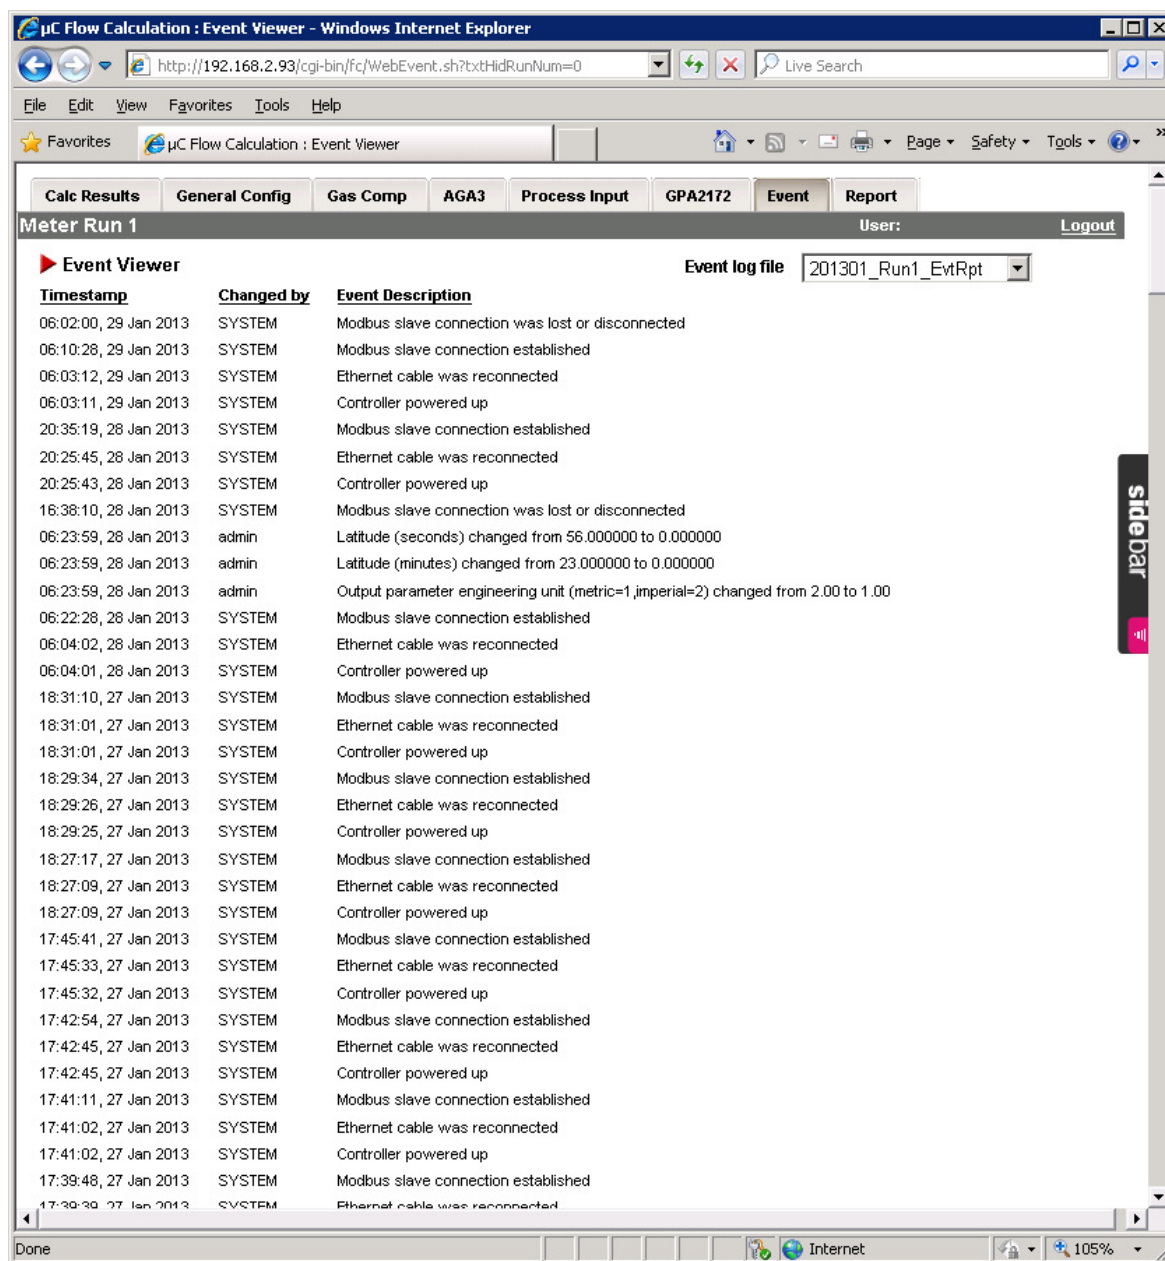 µC Flow Calculation : Event Viewer - Windows Internet Explorer
http://192.168.2.93/cgi-bin/fc/WebEvent.sh?txtHidRunNum=0 Live Search
File Edit View Favorites Tools Help
Favorites µC Flow Calculation : Event Viewer Page Safety Tools
Calc Results General Config Gas Comp AGA3 Process Input GPA2172 Event Report
Meter Run 1 User: Logout
Event Viewer Event log file 201301_Run1_EvtRpt
Timestamp Changed by Event Description
06:02:00, 29 Jan 2013 SYSTEM Modbus slave connection was lost or disconnected
06:10:28, 29 Jan 2013 SYSTEM Modbus slave connection established
06:03:12, 29 Jan 2013 SYSTEM Ethernet cable was reconnected
06:03:11, 29 Jan 2013 SYSTEM Controller powered up
20:35:19, 28 Jan 2013 SYSTEM Modbus slave connection established
20:25:45, 28 Jan 2013 SYSTEM Ethernet cable was reconnected
20:25:43, 28 Jan 2013 SYSTEM Controller powered up
16:38:10, 28 Jan 2013 SYSTEM Modbus slave connection was lost or disconnected
06:23:59, 28 Jan 2013 admin Latitude (seconds) changed from 56.000000 to 0.000000
06:23:59, 28 Jan 2013 admin Latitude (minutes) changed from 23.000000 to 0.000000
06:23:59, 28 Jan 2013 admin Output parameter engineering unit (metric=1,imperial=2) changed from 2.00 to 1.00
06:22:28, 28 Jan 2013 SYSTEM Modbus slave connection established
06:04:02, 28 Jan 2013 SYSTEM Ethernet cable was reconnected
06:04:01, 28 Jan 2013 SYSTEM Controller powered up
18:31:10, 27 Jan 2013 SYSTEM Modbus slave connection established
18:31:01, 27 Jan 2013 SYSTEM Ethernet cable was reconnected
18:31:01, 27 Jan 2013 SYSTEM Controller powered up
18:29:34, 27 Jan 2013 SYSTEM Modbus slave connection established
18:29:26, 27 Jan 2013 SYSTEM Ethernet cable was reconnected
18:29:25, 27 Jan 2013 SYSTEM Controller powered up
18:27:17, 27 Jan 2013 SYSTEM Modbus slave connection established
18:27:09, 27 Jan 2013 SYSTEM Ethernet cable was reconnected
18:27:09, 27 Jan 2013 SYSTEM Controller powered up
17:45:41, 27 Jan 2013 SYSTEM Modbus slave connection established
17:45:33, 27 Jan 2013 SYSTEM Ethernet cable was reconnected
17:45:32, 27 Jan 2013 SYSTEM Controller powered up
17:42:54, 27 Jan 2013 SYSTEM Modbus slave connection established
17:42:45, 27 Jan 2013 SYSTEM Ethernet cable was reconnected
17:42:45, 27 Jan 2013 SYSTEM Controller powered up
17:41:11, 27 Jan 2013 SYSTEM Modbus slave connection established
17:41:02, 27 Jan 2013 SYSTEM Ethernet cable was reconnected
17:41:02, 27 Jan 2013 SYSTEM Controller powered up
17:39:48, 27 Jan 2013 SYSTEM Modbus slave connection established
17:39:39, 27 Jan 2013 SYSTEM Ethernet cable was reconnected
sidebar
Done Internet 105%